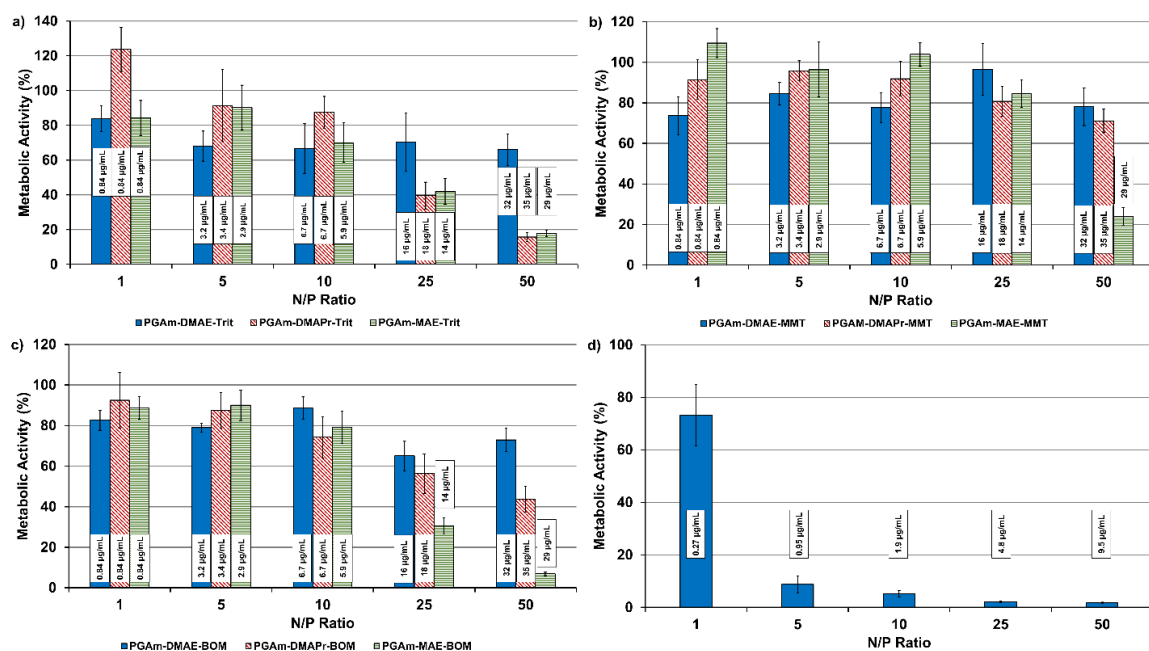 a)
Metabolic Activity (%)
140
120
100
80
60
40
20
0
0.84 µg/mL
0.84 µg/mL
0.84 µg/mL
3.2 µg/mL
3.4 µg/mL
2.9 µg/mL
6.7 µg/mL
6.7 µg/mL
5.9 µg/mL
16 µg/mL
18 µg/mL
14 µg/mL
32 µg/mL
35 µg/mL
29 µg/mL
1 5 10 25 50
N/P Ratio
PGAm-DMAE-Trit PGAm-DMAPr-Trit PGAm-MAE-Trit
b)
Metabolic Activity (%)
120
100
80
60
40
20
0
0.84 µg/mL
0.84 µg/mL
0.84 µg/mL
3.2 µg/mL
3.4 µg/mL
2.9 µg/mL
6.7 µg/mL
6.7 µg/mL
5.9 µg/mL
16 µg/mL
18 µg/mL
14 µg/mL
32 µg/mL
35 µg/mL
29 µg/mL
1 5 10 25 50
N/P Ratio
PGAm-DMAE-MMT PGAM-DMAPr-MMT PGAm-MAE-MMT
c)
Metabolic Activity (%)
120
100
80
60
40
20
0
0.84 µg/mL
0.84 µg/mL
0.84 µg/mL
3.2 µg/mL
3.4 µg/mL
2.9 µg/mL
6.7 µg/mL
6.7 µg/mL
5.9 µg/mL
16 µg/mL
18 µg/mL
14 µg/mL
32 µg/mL
35 µg/mL
29 µg/mL
1 5 10 25 50
N/P Ratio
PGAm-DMAE-BOM PGAm-DMAPr-BOM PGAm-MAE-BOM
d)
Metabolic Activity (%)
100
80
60
40
20
0
0.27 µg/mL
0.95 µg/mL
1.9 µg/mL
4.8 µg/mL
9.5 µg/mL
1 5 10 25 50
N/P Ratio